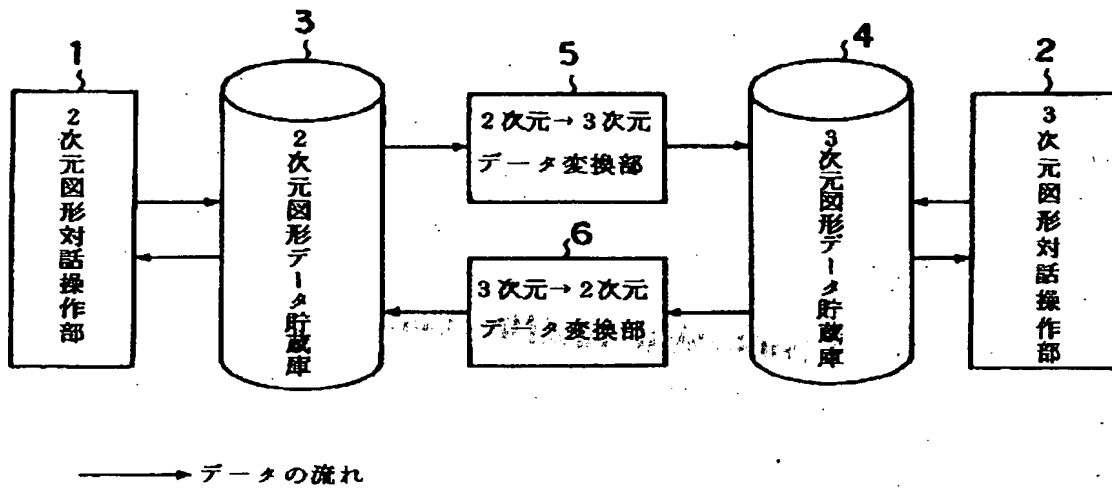 1
2次元図形対話操作部
3
2次元図形データ貯蔵庫
5
2次元→3次元
データ変換部
6
3次元→2次元
データ変換部
4
3次元図形データ貯蔵庫
2
3次元図形対話操作部
データの流れ